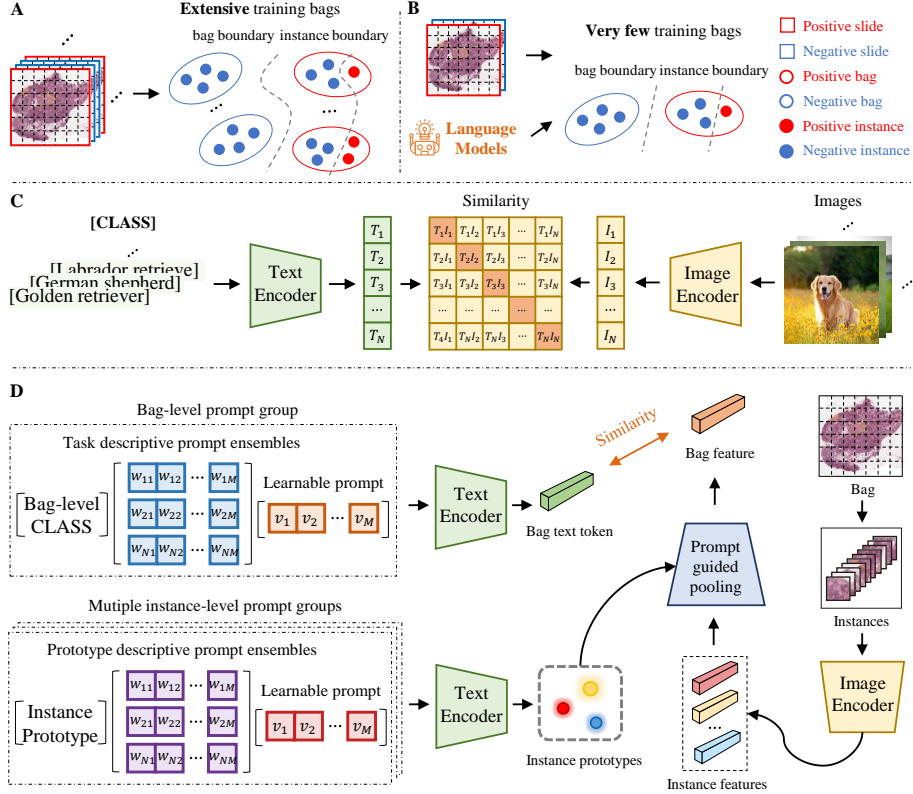 A
Extensive training bags
bag boundary instance boundary
...
...
...
...
B
Very few training bags
bag boundary instance boundary
Language
Models
Positive slide
Negative slide
Positive bag
Negative bag
Positive instance
Negative instance
C
[CLASS]
...
[Labrador retrieve]
[German shepherd]
[Golden retriever]
Text
Encoder
T1
T2
T3
...
TN
Similarity
T1I1 T1I2 T1I3 ... T1IN
T2I1 T2I2 T2I3 ... T2IN
T3I1 T3I2 T3I3 ... T3IN
... ... ... ... ...
T4I1 TNI2 TNI3 ... TNIN
I1
I2
I3
...
IN
Image
Encoder
Images
...
...
D
Bag-level prompt group
Task descriptive prompt ensembles
[Bag-level CLASS]
w11 w12 ... w1M
w21 w22 ... w2M
wN1 wN2 ... wNM
Learnable prompt
v1 v2 ... vM
Text
Encoder
Bag text token
Similarity
Bag feature
Prompt
guided
pooling
Bag
Instances
Image
Encoder
Mutiple instance-level prompt groups
Prototype descriptive prompt ensembles
[Instance Prototype]
w11 w12 ... w1M
w21 w22 ... w2M
wN1 wN2 ... wNM
Learnable prompt
v1 v2 ... vM
Text
Encoder
Instance prototypes
...
Instance features